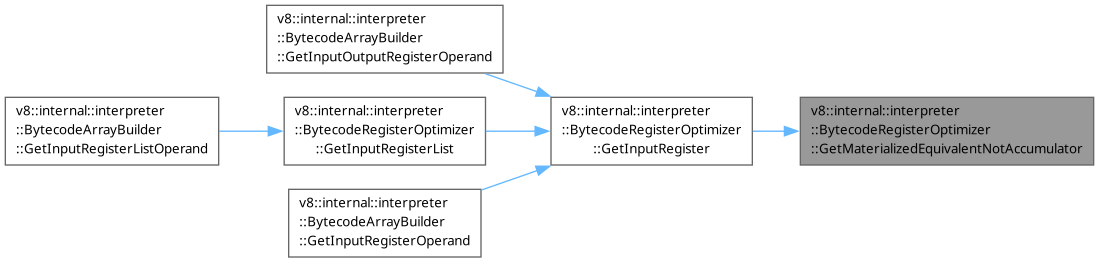 v8::internal::interpreter
::BytecodeArrayBuilder
::GetInputOutputRegisterOperand
v8::internal::interpreter
::BytecodeArrayBuilder
::GetInputRegisterListOperand
v8::internal::interpreter
::BytecodeRegisterOptimizer
::GetInputRegisterList
v8::internal::interpreter
::BytecodeRegisterOptimizer
::GetInputRegister
v8::internal::interpreter
::BytecodeRegisterOptimizer
::GetMaterializedEquivalentNotAccumulator
v8::internal::interpreter
::BytecodeArrayBuilder
::GetInputRegisterOperand